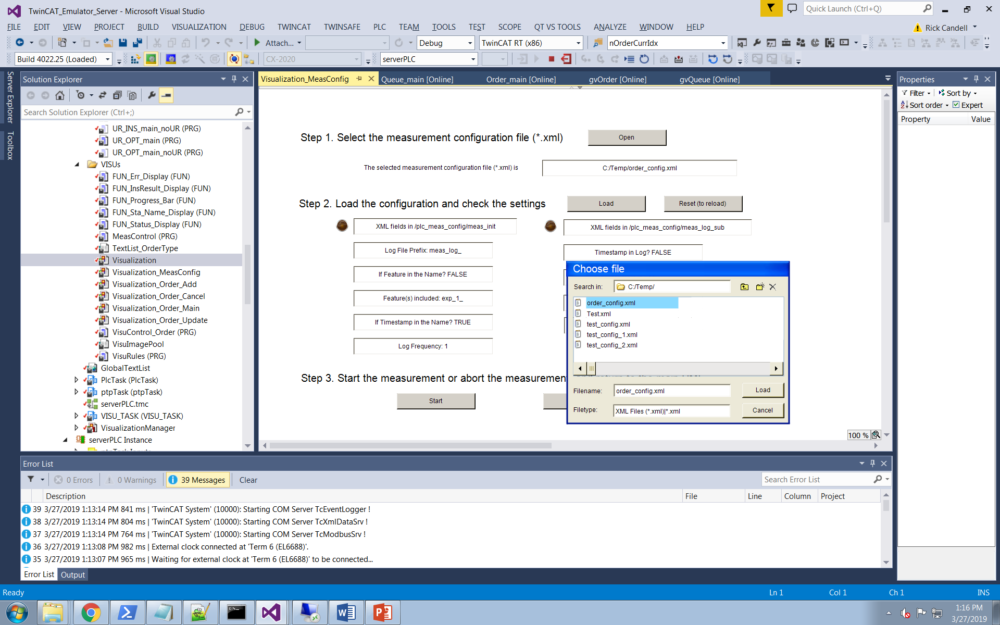 TwinCAT_Emulator_Server - Microsoft Visual Studio
Quick Launch (Ctrl+Q)
FILE EDIT VIEW PROJECT BUILD VISUALIZATION DEBUG TWINCAT TWINSAFE PLC TEAM TOOLS TEST SCOPE QT VS TOOLS ANALYZE WINDOW HELP
Rick Candell
Attach... Debug TwinCAT RT (x86) nOrderCurrIdx
Build 4022.25 (Loaded) CX-2020 serverPLC
Server Explorer
Toolbox
Solution Explorer
Search Solution Explorer (Ctrl+;)
UR_INS_main_noUR (PRG)
UR_OPT_main (PRG)
UR_OPT_main_noUR (PRG)
VISUs
FUN_Err_Display (FUN)
FUN_InsResult_Display (FUN)
FUN_Progress_Bar (FUN)
FUN_Sta_Name_Display (FUN)
FUN_Status_Display (FUN)
MeasControl (PRG)
TextList_OrderType
Visualization
Visualization_MeasConfig
Visualization_Order_Add
Visualization_Order_Cancel
Visualization_Order_Main
Visualization_Order_Update
VisuControl_Order (PRG)
VisuImagePool
VisuRules (PRG)
GlobalTextList
PlcTask (PlcTask)
ptpTask (ptpTask)
serverPLC.tmc
VISU_TASK (VISU_TASK)
VisualizationManager
serverPLC Instance
Visualization_MeasConfig Queue_main [Online] Order_main [Online] gvOrder [Online] gvQueue [Online]
Step 1. Select the measurement configuration file (*.xml) Open
The selected measurement configuration file (*.xml) is C:/Temp/order_config.xml
Step 2. Load the configuration and check the settings Load Reset (to reload)
XML fields in /plc_meas_config/meas_init XML fields in /plc_meas_config/meas_log_sub
Log File Prefix: meas_log_ Timestamp in Log? FALSE
If Feature in the Name? FALSE
Feature(s) included: exp_1_
If Timestamp in the Name? TRUE
Log Frequency: 1
Step 3. Start the measurement or abort the measurement
Start
Choose file
Search in: C:/Temp/
order_config.xml
Test.xml
test_config.xml
test_config_1.xml
test_config_2.xml
Filename: order_config.xml Load
Filetype: XML Files (*.xml)|*.xml Cancel
100 %
Properties
Filter Sort by
Sort order Expert
Property Value
Error List
0 Errors 0 Warnings 39 Messages Clear
Search Error List
Description File Line Column Project
39 3/27/2019 1:13:14 PM 841 ms | 'TwinCAT System' (10000): Starting COM Server TcEventLogger !
38 3/27/2019 1:13:14 PM 804 ms | 'TwinCAT System' (10000): Starting COM Server TcXmlDataSrv !
37 3/27/2019 1:13:14 PM 764 ms | 'TwinCAT System' (10000): Starting COM Server TcModbusSrv !
36 3/27/2019 1:13:08 PM 982 ms | External clock connected at 'Term 6 (EL6688)'.
35 3/27/2019 1:13:07 PM 965 ms | Waiting for external clock at 'Term 6 (EL6688)' to be connected...
Error List Output
Ready Ln 1 Col 1 Ch 1 INS
1:16 PM
3/27/2019